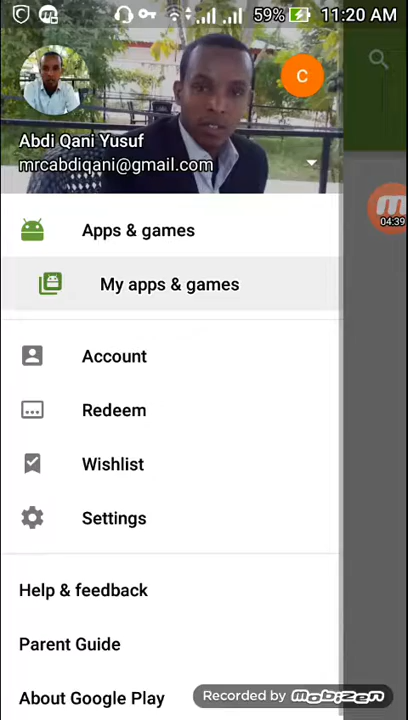 59% 11:20 AM
C
Abdi Qani Yusuf
mrcabdiqani@gmail.com
Apps & games
04:39
My apps & games
Account
Redeem
Wishlist
Settings
Help & feedback
Parent Guide
About Google Play
Recorded by mobizen